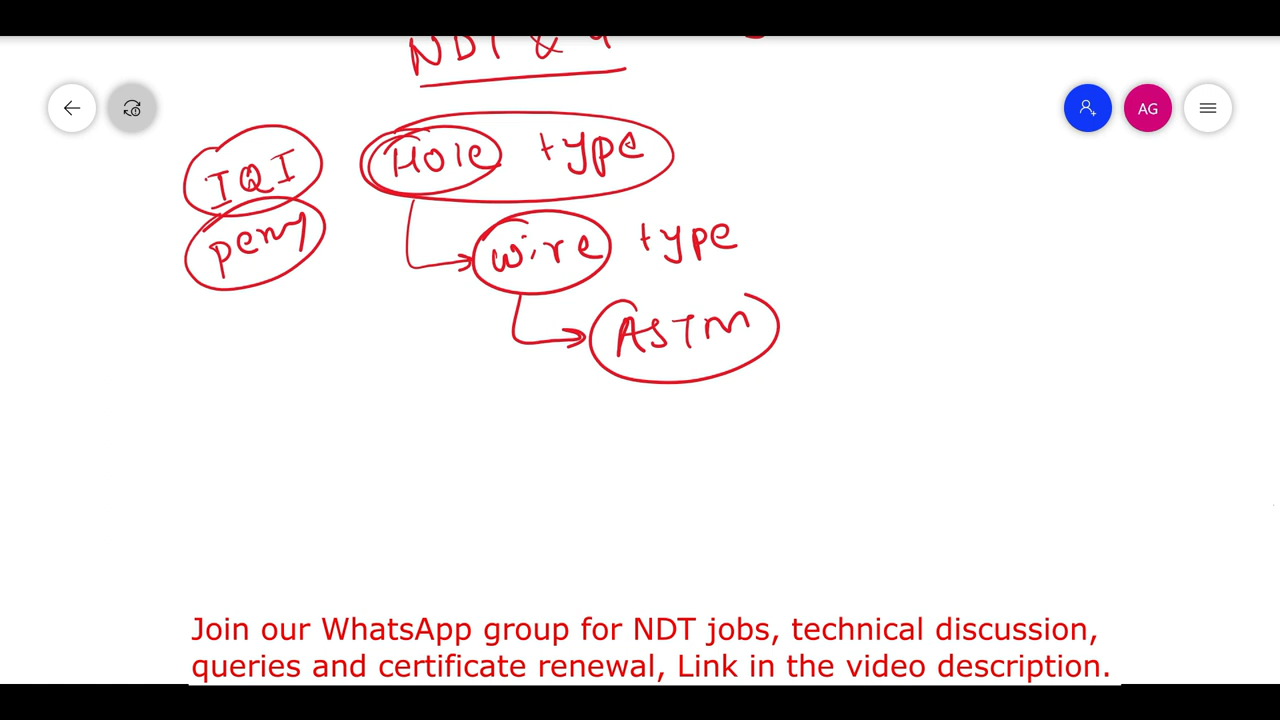 NDT &
AG
IQI Hole type
peny wire type
ASTM
Join our WhatsApp group for NDT jobs, technical discussion,
queries and certificate renewal, Link in the video description.